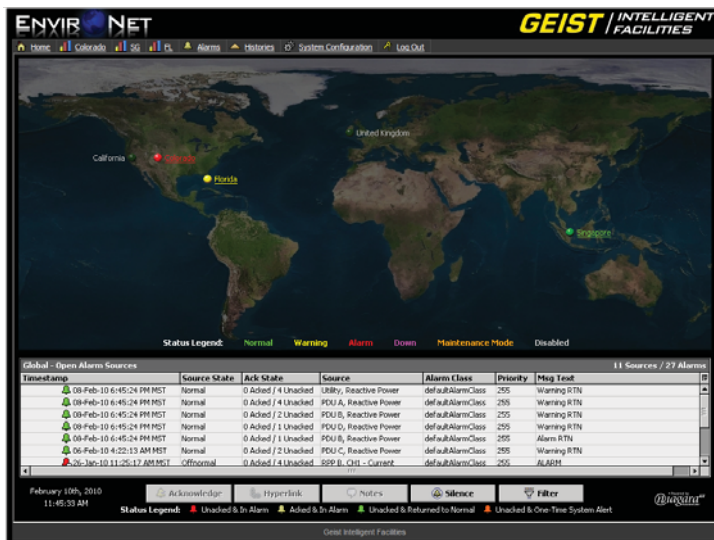 ENVIRONET
GEIST / INTELLIGENT FACILITIES
Home Colorado SG FL Alarms Histories System Configuration Log Out
United Kingdom
California Colorado
Florida
Singapore
Status Legend: Normal Warning Alarm Down Maintenance Mode Disabled
Global - Open Alarm Sources 11 Sources / 27 Alarms
Timestamp Source State Ack State Source Alarm Class Priority Msg Text
08-Feb-10 6:45:24 PM MST Normal 0 Acked / 4 Unacked Utility, Reactive Power defaultAlarmClass 255 Warning RTN
08-Feb-10 6:45:24 PM MST Normal 0 Acked / 4 Unacked PDU A, Reactive Power defaultAlarmClass 255 Warning RTN
08-Feb-10 6:45:24 PM MST Normal 0 Acked / 2 Unacked PDU B, Reactive Power defaultAlarmClass 255 Warning RTN
08-Feb-10 6:45:24 PM MST Normal 0 Acked / 1 Unacked PDU D, Reactive Power defaultAlarmClass 255 Warning RTN
08-Feb-10 6:45:24 PM MST Normal 0 Acked / 2 Unacked PDU B, Reactive Power defaultAlarmClass 255 Alarm RTN
06-Feb-10 4:22:13 AM MST Normal 0 Acked / 2 Unacked PDU C, Reactive Power defaultAlarmClass 255 Warning RTN
26-Jan-10 11:25:17 AM MST Offnormal 0 Acked / 4 Unacked RPP B, CH1 - Current defaultAlarmClass 255 ALARM
February 10th, 2010
11:45:33 AM
Acknowledge Hyperlink Notes Silence Filter
Niagara
Status Legend: Unacked & In Alarm Acked & In Alarm Unacked & Returned to Normal Unacked & One-Time System Alert
Geist Intelligent Facilities